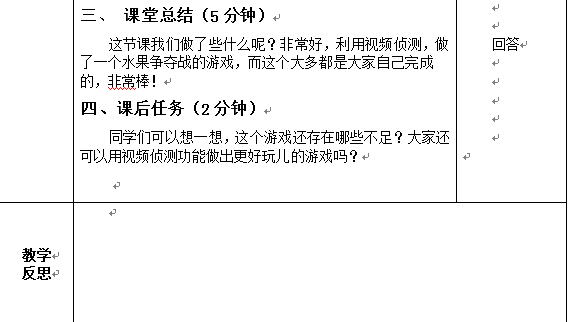 三、 课堂总结（5 分钟）
这节课我们做了些什么呢？非常好，利用视频侦测，做
了一个水果争夺战的游戏，而这个大多都是大家自己完成
的，非常棒！
四、课后任务（2 分钟）
同学们可以想一想，这个游戏还存在哪些不足？大家还
可以用视频侦测功能做出更好玩儿的游戏吗？
回答
教学
反思